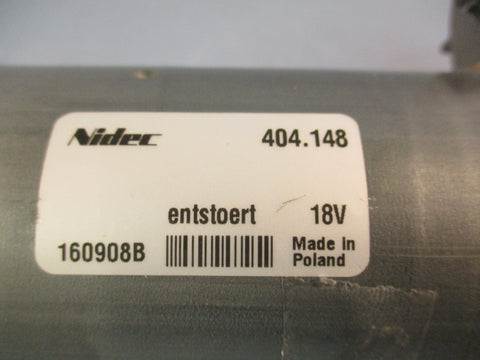 Nidec 404.148
entstoert 18V
160908B Made in
Poland